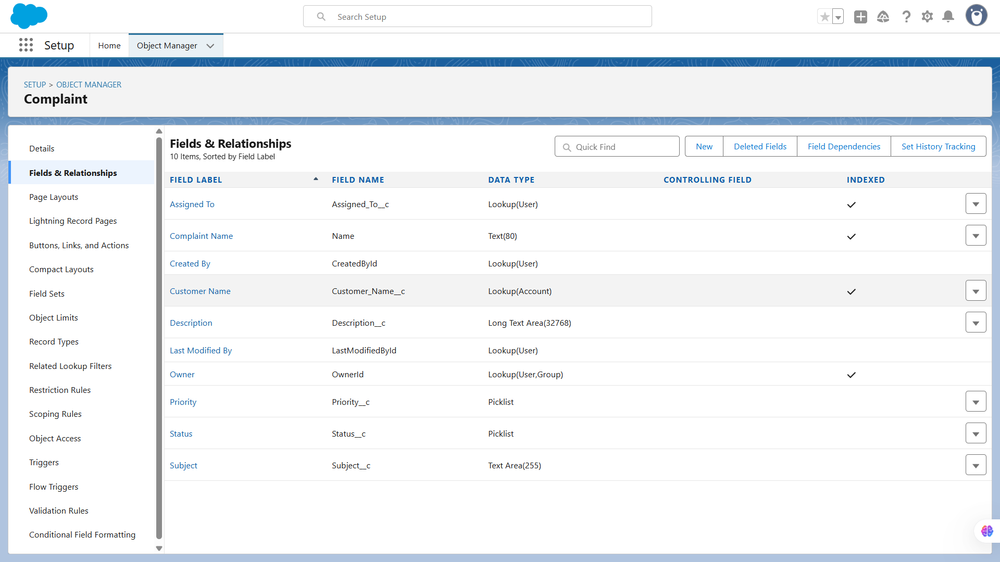 Search Setup
Setup
Home
Object Manager
SETUP > OBJECT MANAGER
Complaint
Details
Fields & Relationships
Page Layouts
Lightning Record Pages
Buttons, Links, and Actions
Compact Layouts
Field Sets
Object Limits
Record Types
Related Lookup Filters
Restriction Rules
Scoping Rules
Object Access
Triggers
Flow Triggers
Validation Rules
Conditional Field Formatting
Fields & Relationships
10 Items, Sorted by Field Label
Quick Find
New
Deleted Fields
Field Dependencies
Set History Tracking
FIELD LABEL FIELD NAME DATA TYPE CONTROLLING FIELD INDEXED
Assigned To Assigned_To__c Lookup(User)
Complaint Name Name Text(80)
Created By CreatedById Lookup(User)
Customer Name Customer_Name__c Lookup(Account)
Description Description__c Long Text Area(32768)
Last Modified By LastModifiedById Lookup(User)
Owner OwnerId Lookup(User,Group)
Priority Priority__c Picklist
Status Status__c Picklist
Subject Subject__c Text Area(255)